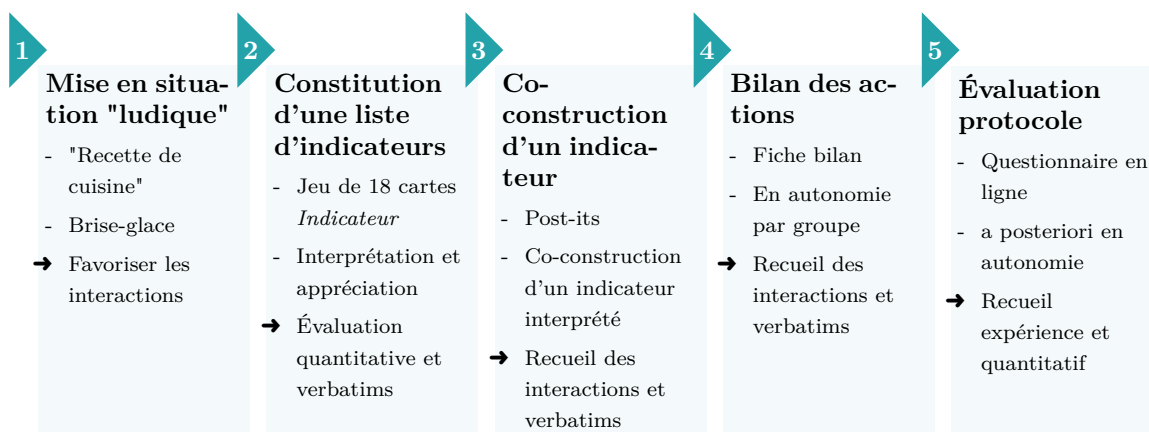 1
Mise en situa-
tion "ludique"
- "Recette de
cuisine"
- Brise-glace
➜ Favoriser les
interactions
2
Constitution
d'une liste
d'indicateurs
- Jeu de 18 cartes
Indicateur
- Interprétation et
appréciation
➜ Évaluation
quantitative et
verbatims
3
Co-
construction
d'un indica-
teur
- Post-its
- Co-construction
d'un indicateur
interprété
➜ Recueil des
interactions et
verbatims
4
Bilan des ac-
tions
- Fiche bilan
- En autonomie
par groupe
➜ Recueil des
interactions et
verbatims
5
Évaluation
protocole
- Questionnaire en
ligne
- a posteriori en
autonomie
➜ Recueil
expérience et
quantitatif